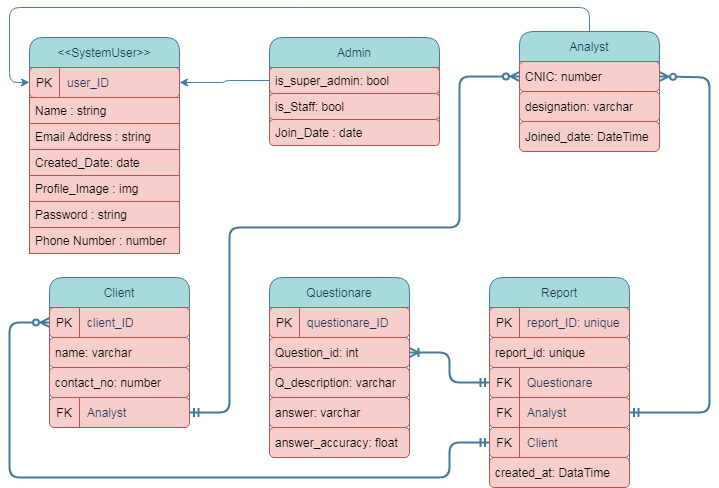 <<SystemUser>>
PK user_ID
Name : string
Email Address : string
Created_Date: date
Profile_Image : img
Password : string
Phone Number : number
Admin
is_super_admin: bool
is_Staff: bool
Join_Date : date
Analyst
CNIC: number
designation: varchar
Joined_date: DateTime
Client
PK client_ID
name: varchar
contact_no: number
FK Analyst
Questionare
PK questionare_ID
Question_id: int
Q_description: varchar
answer: varchar
answer_accuracy: float
Report
PK report_ID: unique
report_id: unique
FK Questionare
FK Analyst
FK Client
created_at: DataTime